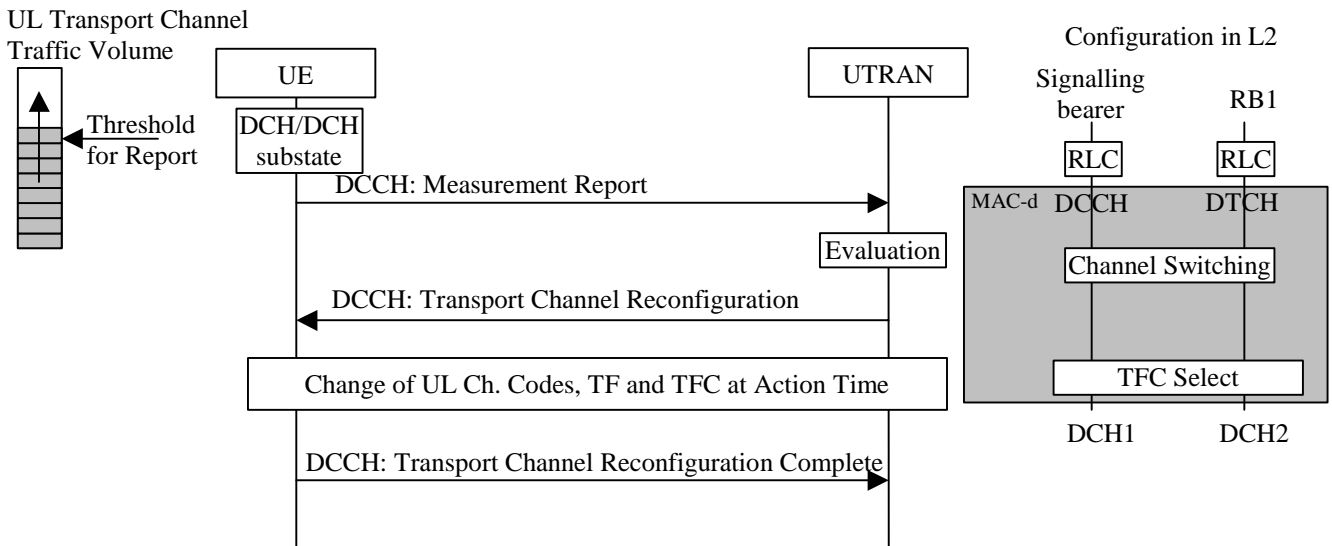 UL Transport Channel
Traffic Volume
Threshold
for Report
UE
DCH/DCH
substate
UTRAN
DCCH: Measurement Report
Evaluation
DCCH: Transport Channel Reconfiguration
Change of UL Ch. Codes, TF and TFC at Action Time
DCCH: Transport Channel Reconfiguration Complete
Configuration in L2
Signalling
bearer
RB1
RLC
RLC
MAC-d
DCCH
DTCH
Channel Switching
TFC Select
DCH1
DCH2